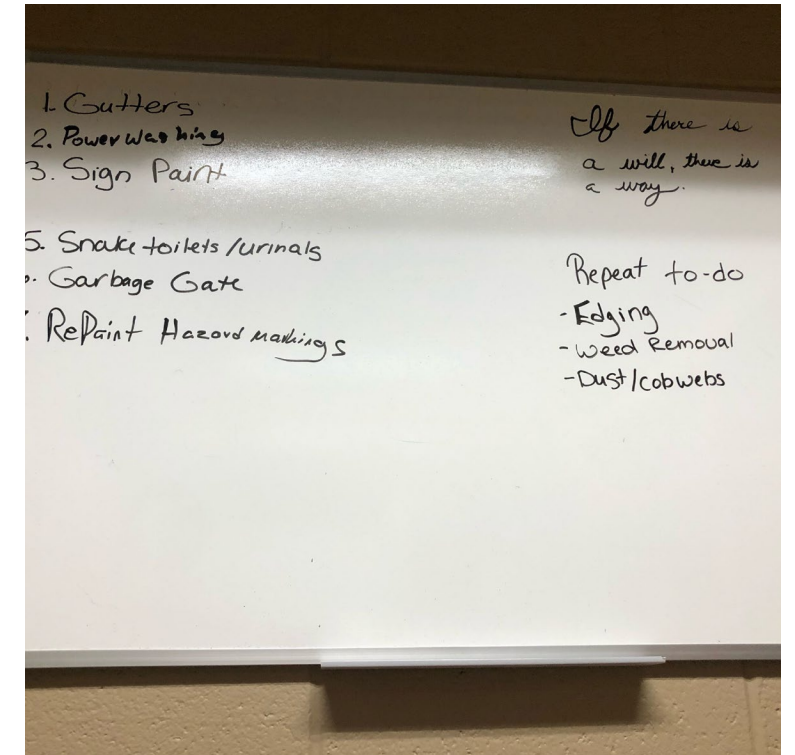 1. Gutters
2. Power Washing
3. Sign Paint
5. Snake toilets/urinals
. Garbage Gate
. RePaint Hazard Markings
If there is
a will, there is
a way.
Repeat to-do
- Edging
- Weed Removal
- Dust/cobwebs